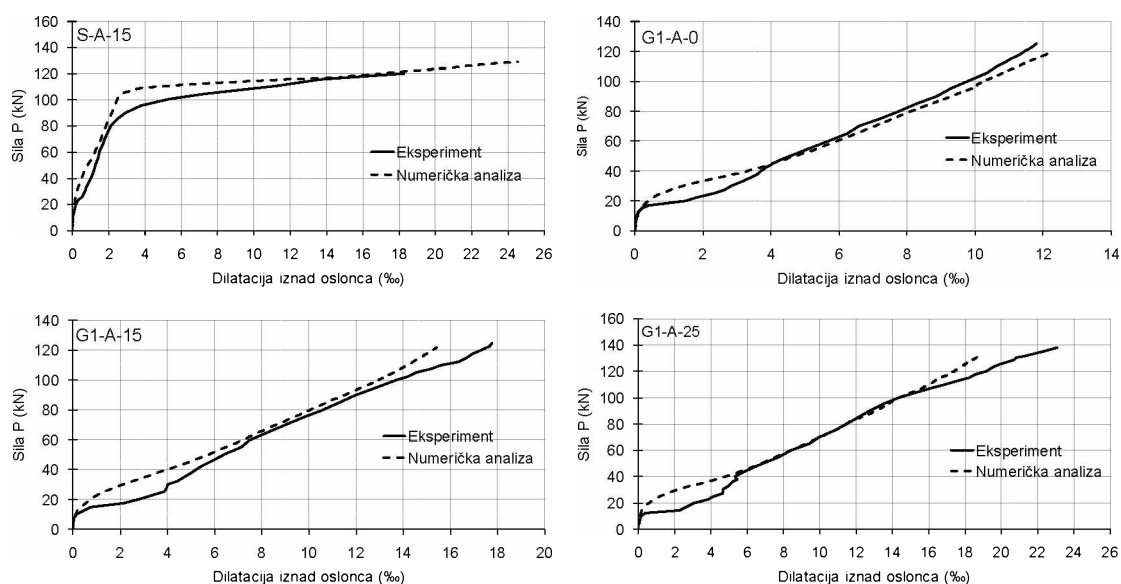 S-A-15
Sila P (kN)
160
140
120
100
80
60
40
20
0
Eksperiment
Numerička analiza
0 2 4 6 8 10 12 14 16 18 20 22 24 26
Dilatacija iznad oslonca (‰)
G1-A-0
Sila P (kN)
140
120
100
80
60
40
20
0
Eksperiment
Numerička analiza
0 2 4 6 8 10 12 14
Dilatacija iznad oslonca (‰)
G1-A-15
Sila P (kN)
140
120
100
80
60
40
20
0
Eksperiment
Numerička analiza
0 2 4 6 8 10 12 14 16 18 20
Dilatacija iznad oslonca (‰)
G1-A-25
Sila P (kN)
160
140
120
100
80
60
40
20
0
Eksperiment
Numerička analiza
0 2 4 6 8 10 12 14 16 18 20 22 24 26
Dilatacija iznad oslonca (‰)